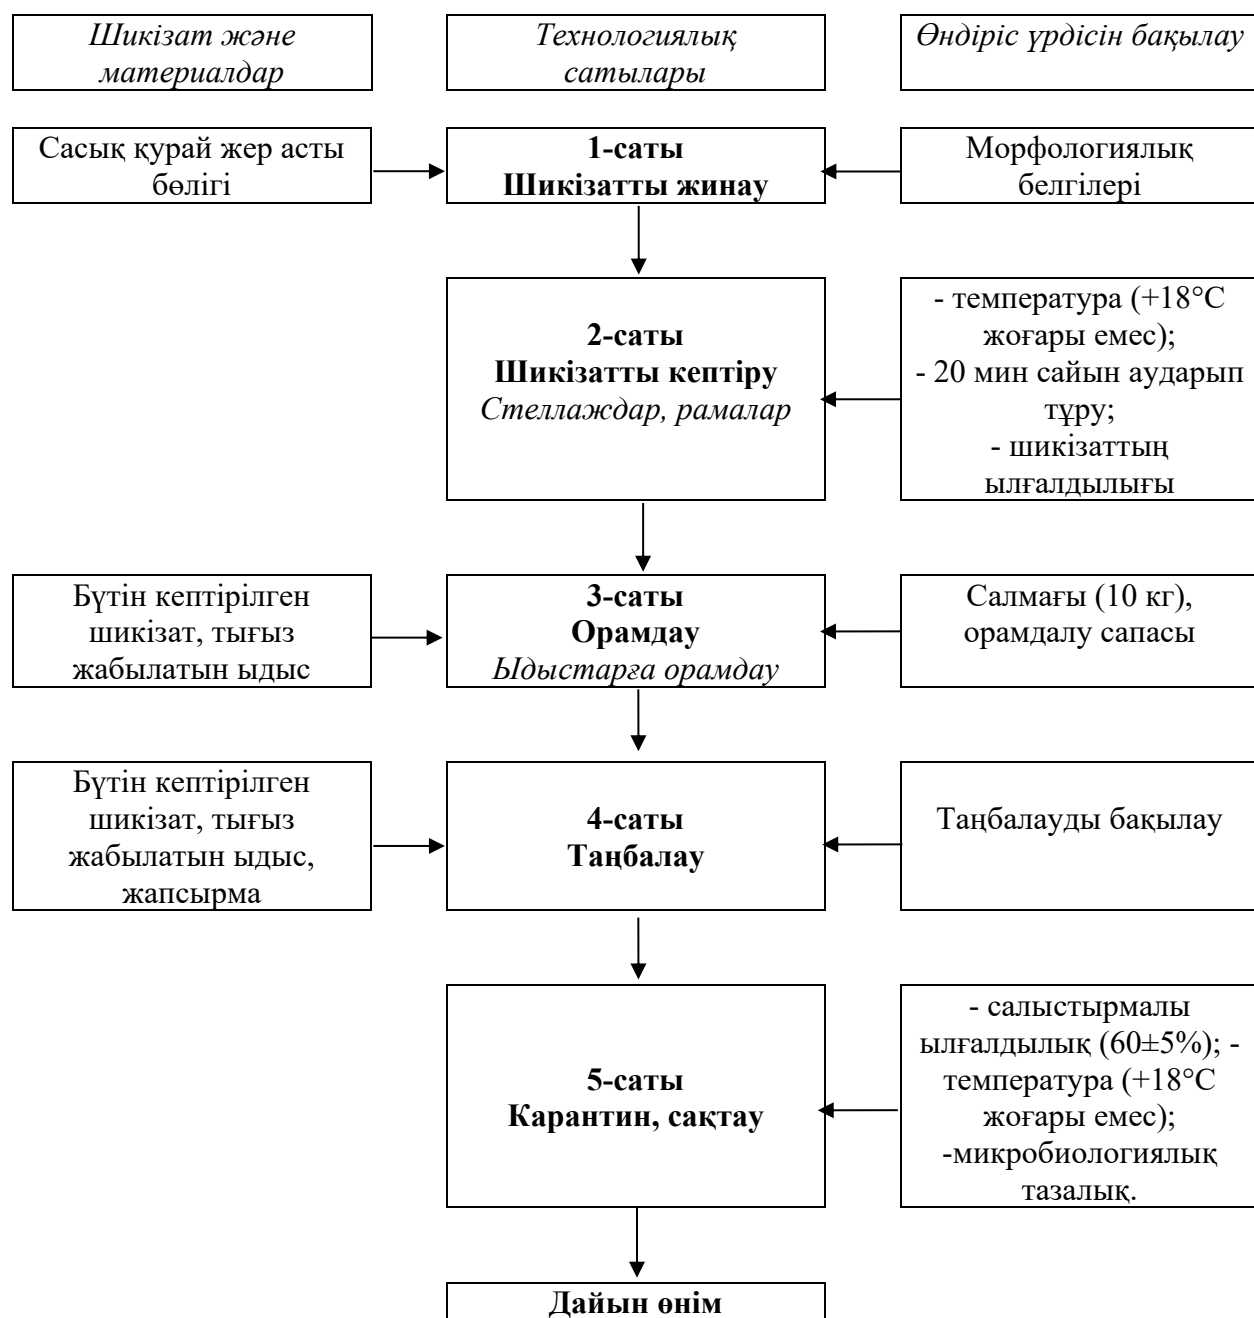 Шикізат және
материалдар
Технологиялық
сатылары
Өндіріс үрдісін бақылау
Сасық қурай жер асты
бөлігі
1-саты
Шикізатты жинау
Морфологиялық
белгілері
2-саты
Шикізатты кептіру
Стеллаждар, рамалар
- температура (+18°С
жоғары емес);
- 20 мин сайын аударып
тұру;
- шикізаттың
ылғалдылығы
Бүтін кептірілген
шикізат, тығыз
жабылатын ыдыс
3-саты
Орамдау
Ыдыстарға орамдау
Салмағы (10 кг),
орамдалу сапасы
Бүтін кептірілген
шикізат, тығыз
жабылатын ыдыс,
жапсырма
4-саты
Таңбалау
Таңбалауды бақылау
5-саты
Карантин, сақтау
- салыстырмалы
ылғалдылық (60±5%); -
температура (+18°С
жоғары емес);
-микробиологиялық
тазалық.
Дайын өнім